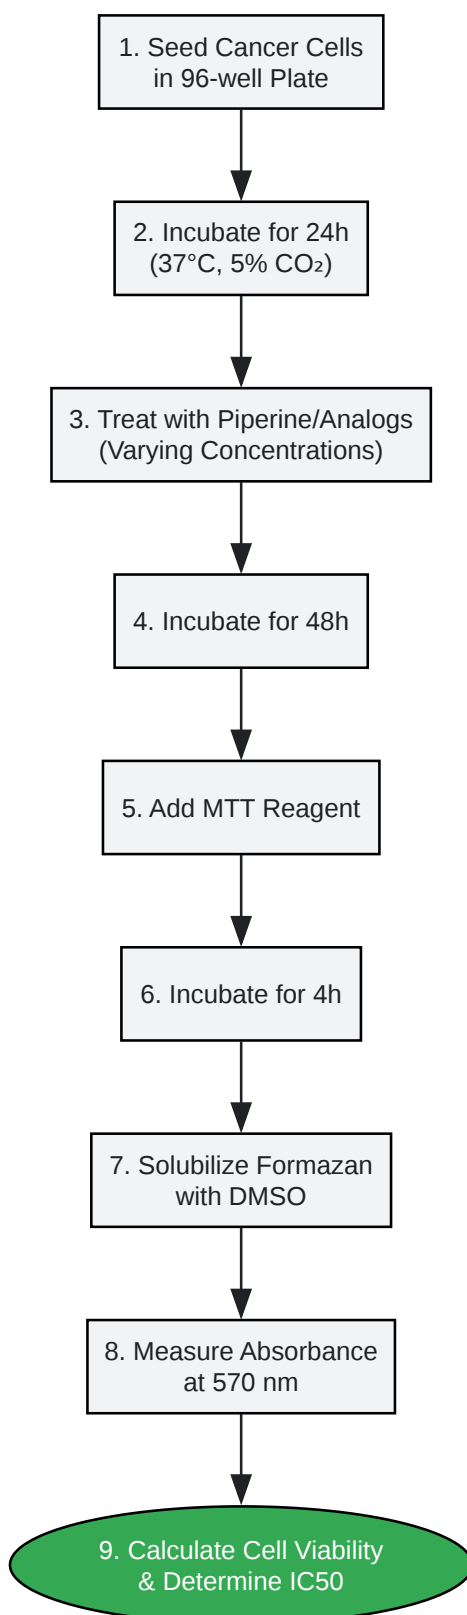 1. Seed Cancer Cells
in 96-well Plate
2. Incubate for 24h
(37°C, 5% CO₂)
3. Treat with Piperine/Analogs
(Varying Concentrations)
4. Incubate for 48h
5. Add MTT Reagent
6. Incubate for 4h
7. Solubilize Formazan
with DMSO
8. Measure Absorbance
at 570 nm
9. Calculate Cell Viability
& Determine IC50